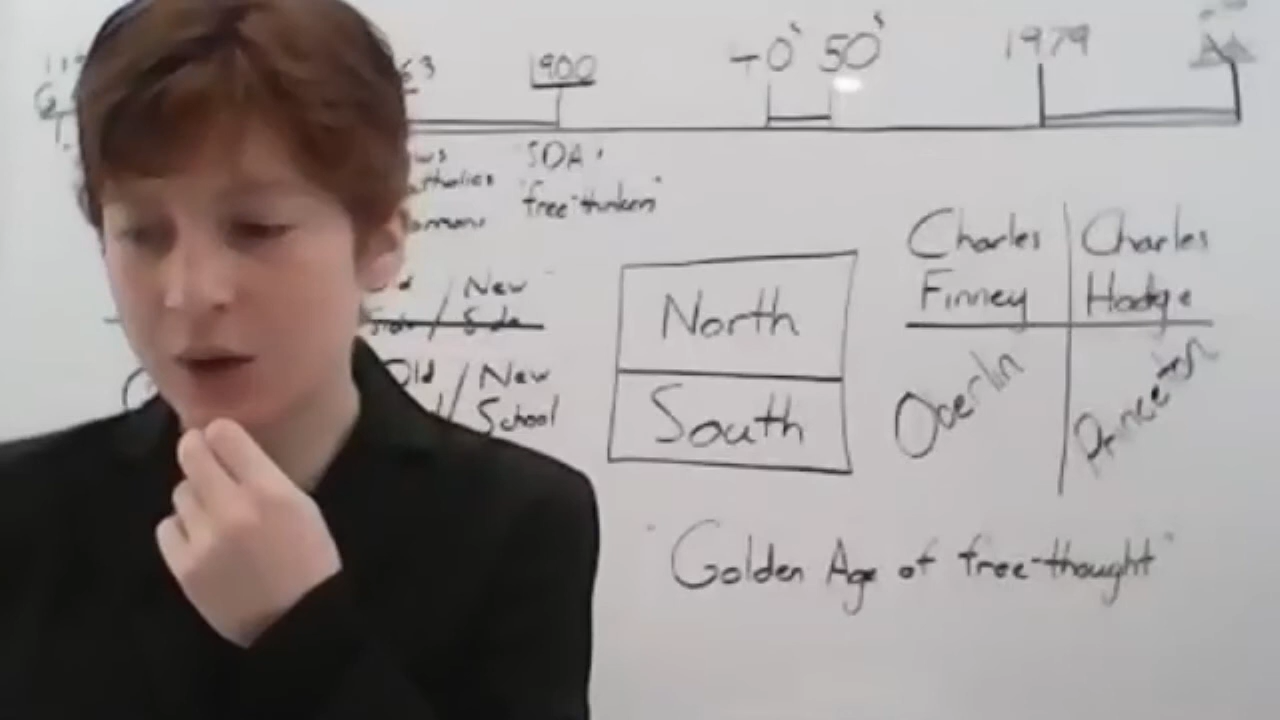 1900
50's
1979
"SDA"
"free-thinkers"
New
Side
Old / New
School
North
South
Charles
Finney
Charles
Hodge
Oberlin
Princeton
"Golden Age of free-thought"